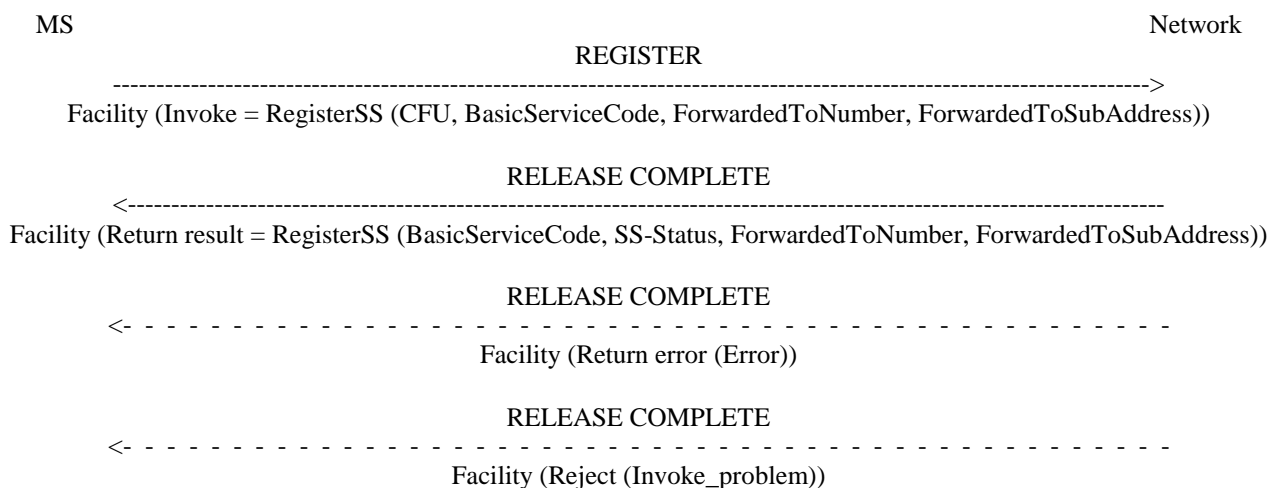 MS Network
REGISTER
Facility (Invoke = RegisterSS (CFU, BasicServiceCode, ForwardedToNumber, ForwardedToSubAddress))
RELEASE COMPLETE
Facility (Return result = RegisterSS (BasicServiceCode, SS-Status, ForwardedToNumber, ForwardedToSubAddress))
RELEASE COMPLETE
Facility (Return error (Error))
RELEASE COMPLETE
Facility (Reject (Invoke_problem))